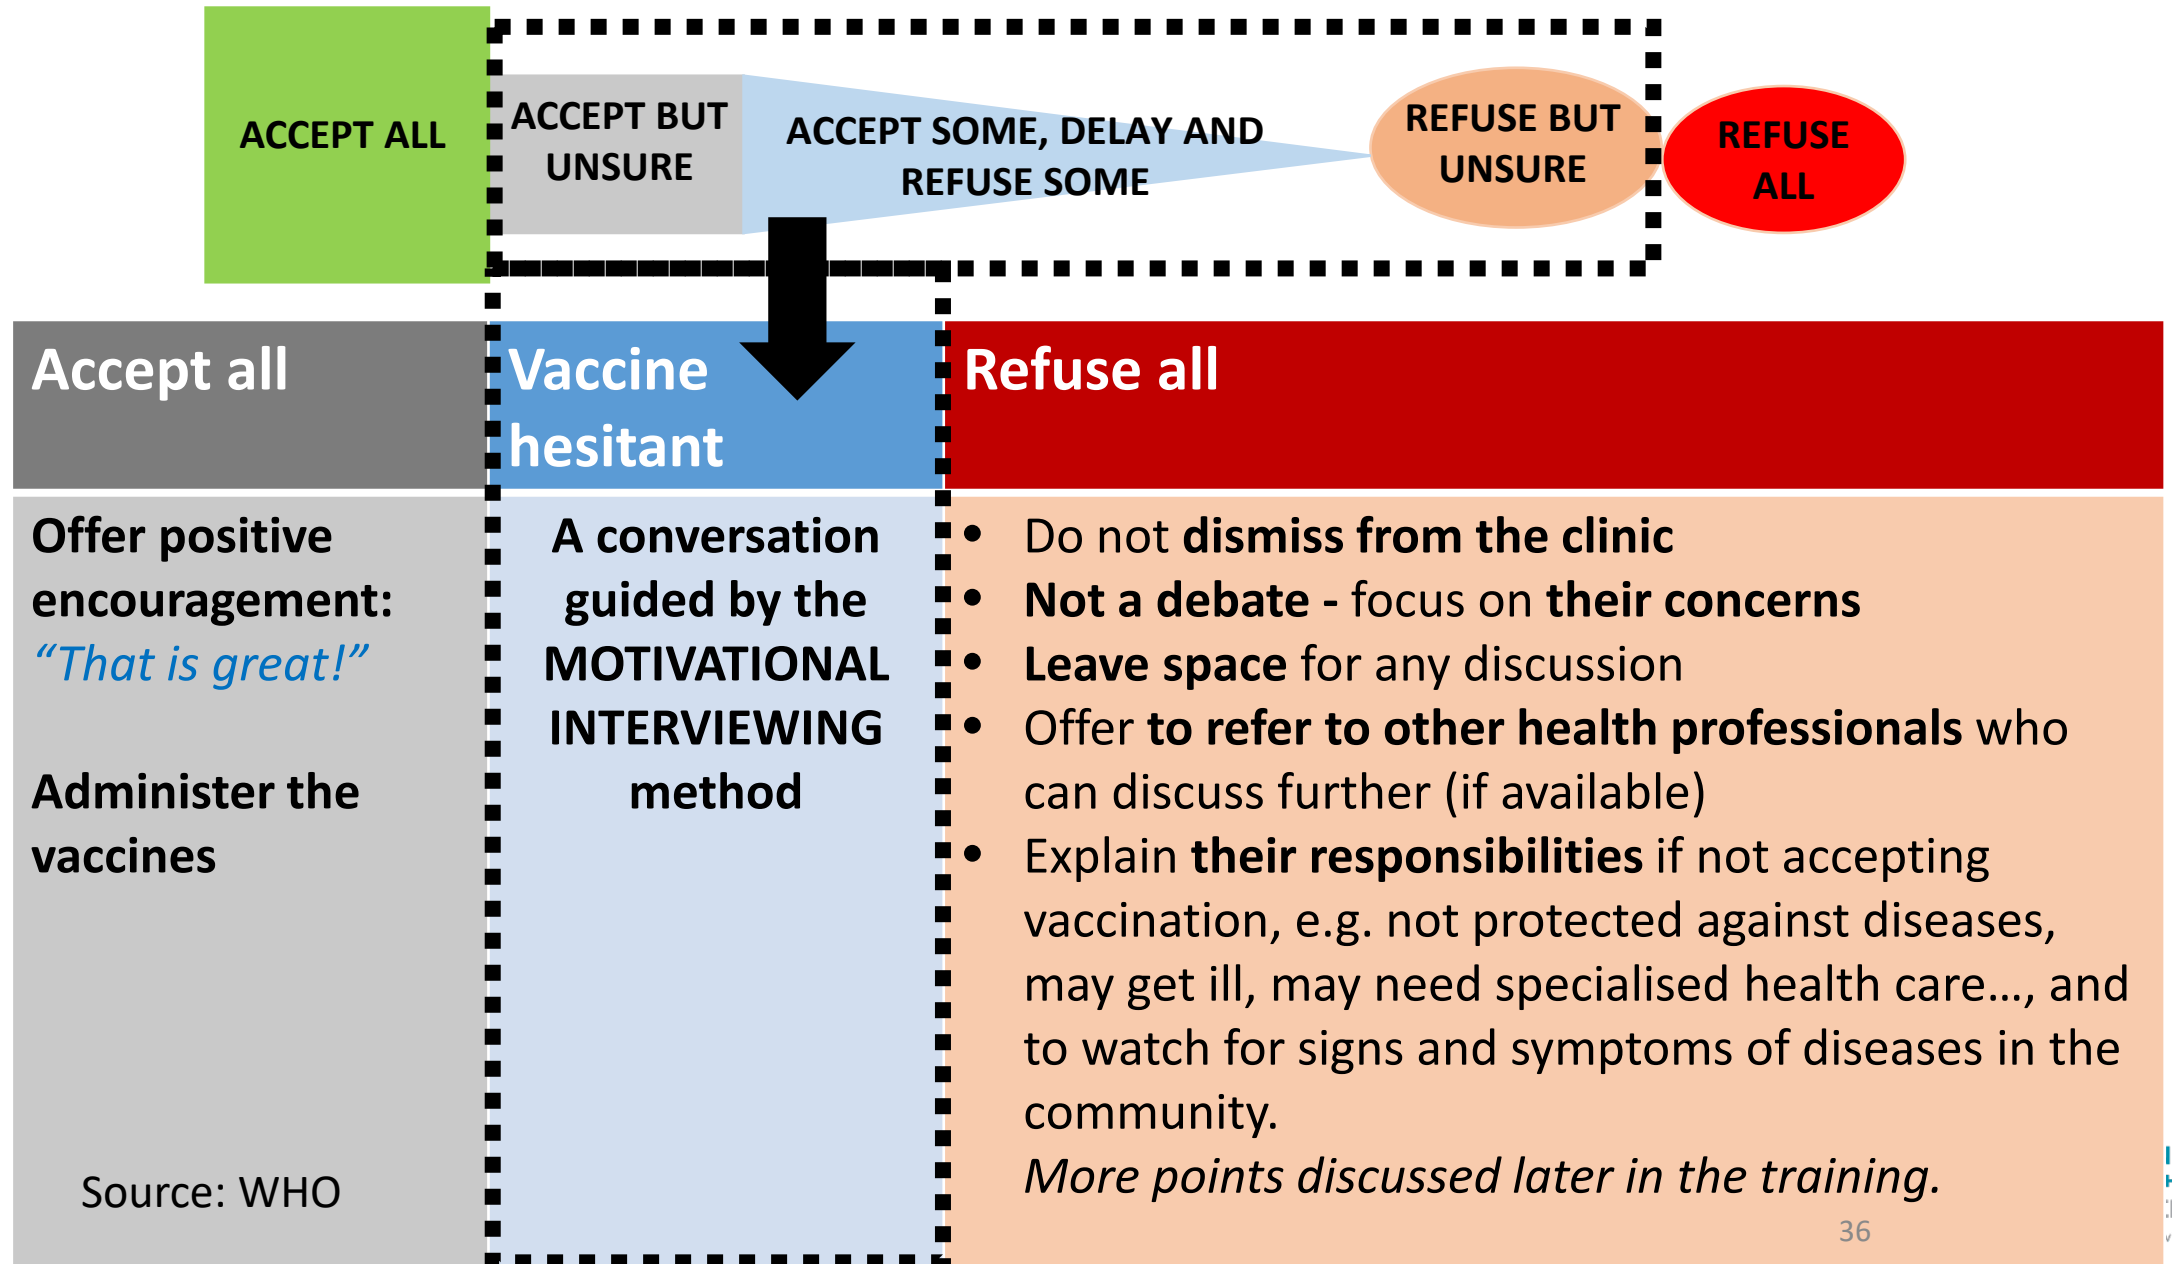 ACCEPT ALL
ACCEPT BUT
UNSURE
ACCEPT SOME, DELAY AND
REFUSE SOME
REFUSE BUT
UNSURE
REFUSE
ALL
Accept all
Vaccine
hesitant
Refuse all
Offer positive
encouragement:
“That is great!”
Administer the
vaccines
Source: WHO
A conversation
guided by the
MOTIVATIONAL
INTERVIEWING
method
• Do not dismiss from the clinic
• Not a debate - focus on their concerns
• Leave space for any discussion
• Offer to refer to other health professionals who
can discuss further (if available)
• Explain their responsibilities if not accepting
vaccination, e.g. not protected against diseases,
may get ill, may need specialised health care…, and
to watch for signs and symptoms of diseases in the
community.
More points discussed later in the training.
36